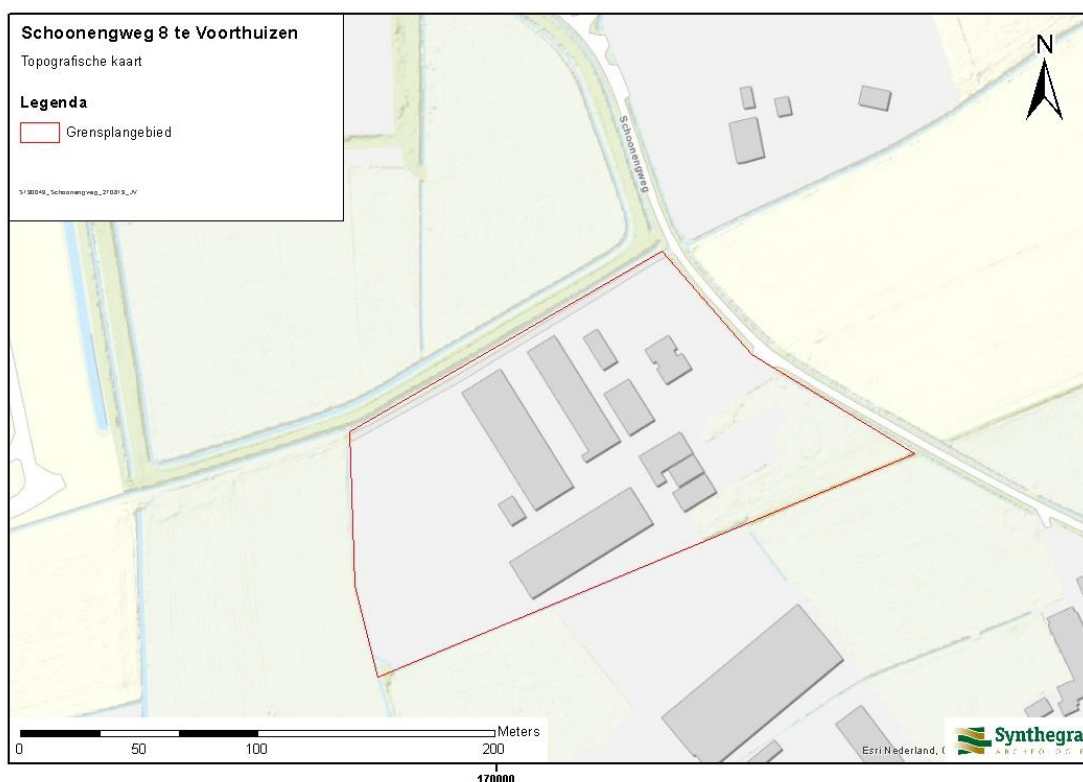 Schoonengweg 8 te Voorthuizen
Topografische kaart
Legenda
Grensplangebied
N
Schoonengweg
Meters
0 50 100 200
Esri Nederland,
Synthegra
170000